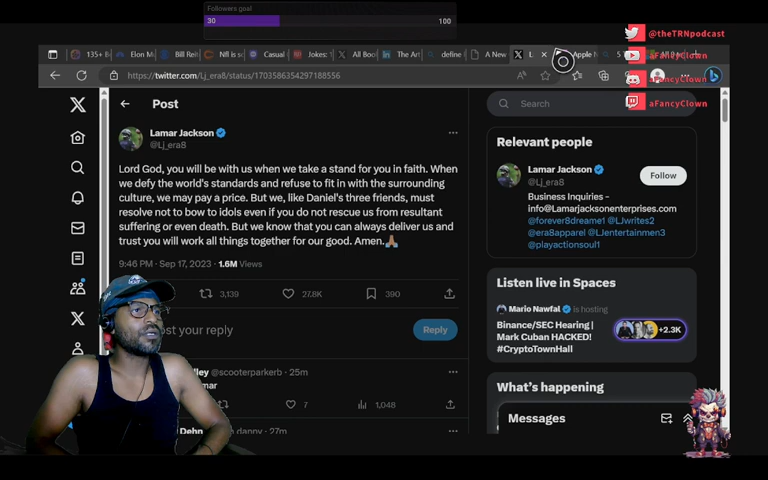 Followers goal
30
100
@theTRNpodcast
aFancyClown
aFancyClown
aFancyClown
135+ B
Elon M
Bill Rei
Nfl is s
Casual
Jokes:
All Boo
The Art
define
A New
Apple N
https://twitter.com/Lj_era8/status/1703586354297188556
Post
Search
Lamar Jackson
@Lj_era8
Lord God, you will be with us when we take a stand for you in faith. When
we defy the world's standards and refuse to fit in with the surrounding
culture, we may pay a price. But we, like Daniel's three friends, must
resolve not to bow to idols even if you do not rescue us from resultant
suffering or even death. But we know that you can always deliver us and
trust you will work all things together for our good. Amen.🙏🏾
9:46 PM · Sep 17, 2023 · 1.6M Views
3,139
27.8K
390
ost your reply
Reply
lley @scooterparkerb · 25m
mar
7
1,048
Dehn
danny · 27m
Relevant people
Lamar Jackson
@Lj_era8
Follow
Business Inquiries -
info@Lamarjacksonenterprises.com
@forever8dreame1 @LJwrites2
@era8apparel @LJentertainmen3
@playactionsoul1
Listen live in Spaces
Mario Nawfal is hosting
Binance/SEC Hearing |
Mark Cuban HACKED!
#CryptoTownHall
+2.3K
What's happening
Messages